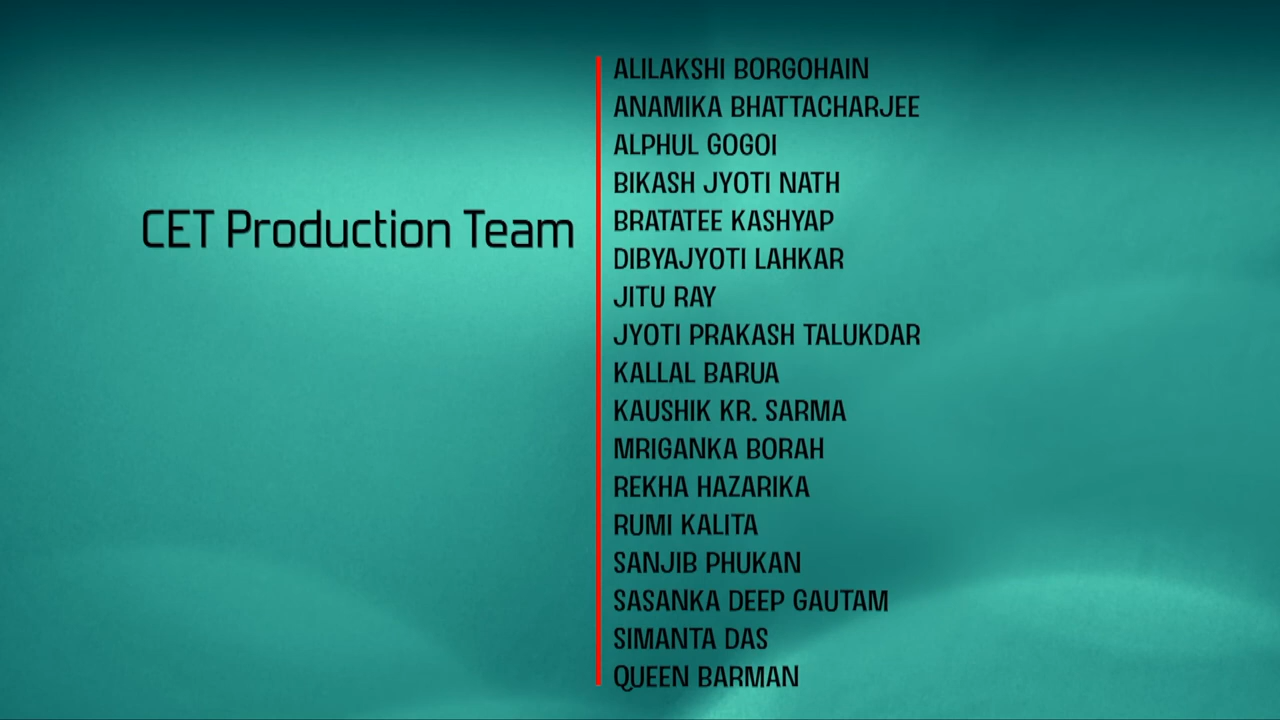 CET Production Team
ALILAKSHI BORGOHAIN
ANAMIKA BHATTACHARJEE
ALPHUL GOGOI
BIKASH JYOTI NATH
BRATATEE KASHYAP
DIBYAJYOTI LAHKAR
JITU RAY
JYOTI PRAKASH TALUKDAR
KALLAL BARUA
KAUSHIK KR. SARMA
MRIGANKA BORAH
REKHA HAZARIKA
RUMI KALITA
SANJIB PHUKAN
SASANKA DEEP GAUTAM
SIMANTA DAS
QUEEN BARMAN